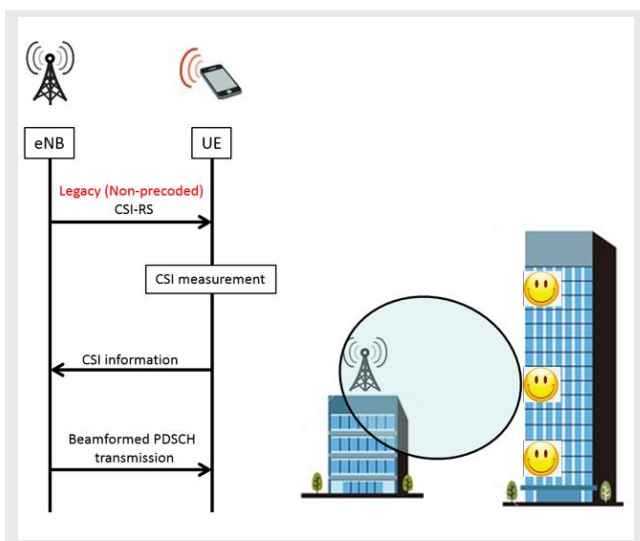 eNB
UE
Legacy (Non-precoded)
CSI-RS
CSI measurement
CSI information
Beamformed PDSCH
transmission